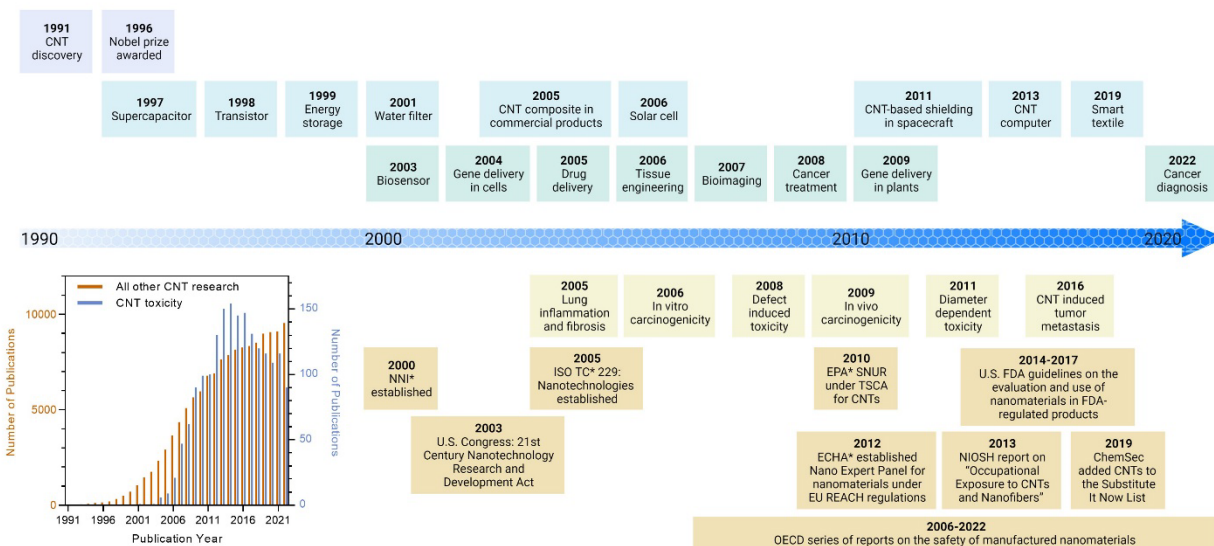 1991
CNT
discovery
1996
Nobel prize
awarded
1997
Supercapacitor
1998
Transistor
1999
Energy
storage
2001
Water filter
2005
CNT composite in
commercial products
2006
Solar cell
2011
CNT-based shielding
in spacecraft
2013
CNT
computer
2019
Smart
textile
2003
Biosensor
2004
Gene delivery
in cells
2005
Drug
delivery
2006
Tissue
engineering
2007
Bioimaging
2008
Cancer
treatment
2009
Gene delivery
in plants
2022
Cancer
diagnosis
1990
2000
2010
2020
All other CNT research
CNT toxicity
Number of Publications
10000
5000
0
150
100
50
0
Number of Publications
1991
1996
2001
2006
2011
2016
2021
Publication Year
2005
Lung
inflammation
and fibrosis
2006
In vitro
carcinogenicity
2008
Defect
induced
toxicity
2009
In vivo
carcinogenicity
2011
Diameter
dependent
toxicity
2016
CNT induced
tumor
metastasis
2000
NNI*
established
2005
ISO TC* 229:
Nanotechnologies
established
2010
EPA* SNUR
under TSCA
for CNTs
2014-2017
U.S. FDA guidelines on the
evaluation and use of
nanomaterials in FDA-
regulated products
2003
U.S. Congress: 21st
Century Nanotechnology
Research and
Development Act
2012
ECHA* established
Nano Expert Panel for
nanomaterials under
EU REACH regulations
2013
NIOSH report on
“Occupational
Exposure to CNTs
and Nanofibers”
2019
ChemSec
added CNTs to
the Substitute
It Now List
2006-2022
OECD series of reports on the safety of manufactured nanomaterials